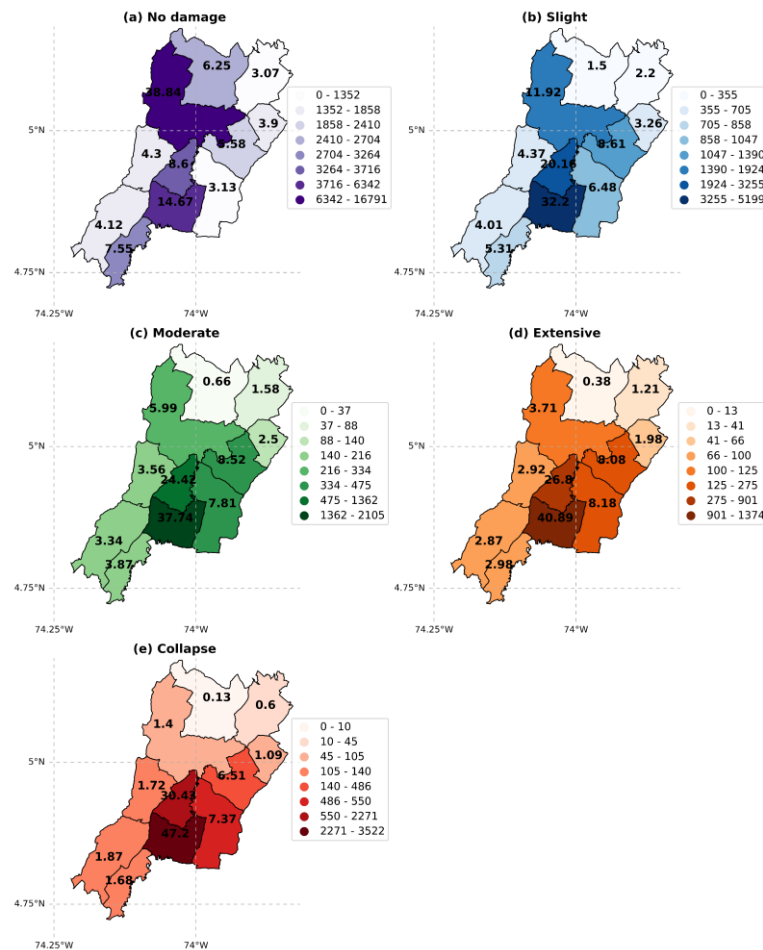 (a) No damage
6.25
3.07
38.84
3.9
5.58
4.3
8.6
3.13
14.67
4.12
7.55
0 - 1352
1352 - 1858
1858 - 2410
2410 - 2704
2704 - 3264
3264 - 3716
3716 - 6342
6342 - 16791
5°N
4.75°N
74.25°W
74°W
(b) Slight
1.5
2.2
11.92
3.26
8.61
4.37
20.16
6.48
32.2
4.01
5.31
0 - 355
355 - 705
705 - 858
858 - 1047
1047 - 1390
1390 - 1924
1924 - 3255
3255 - 5199
5°N
4.75°N
74.25°W
74°W
(c) Moderate
0.66
1.58
5.99
2.5
8.52
3.56
24.42
7.81
37.74
3.34
3.87
0 - 37
37 - 88
88 - 140
140 - 216
216 - 334
334 - 475
475 - 1362
1362 - 2105
5°N
4.75°N
74.25°W
74°W
(d) Extensive
0.38
1.21
3.71
1.98
8.08
2.92
26.8
8.18
40.89
2.87
2.98
0 - 13
13 - 41
41 - 66
66 - 100
100 - 125
125 - 275
275 - 901
901 - 1374
5°N
4.75°N
74.25°W
74°W
(e) Collapse
0.13
0.6
1.4
1.09
6.51
1.72
30.43
7.37
47.2
1.87
1.68
0 - 10
10 - 45
45 - 105
105 - 140
140 - 486
486 - 550
550 - 2271
2271 - 3522
5°N
4.75°N
74.25°W
74°W